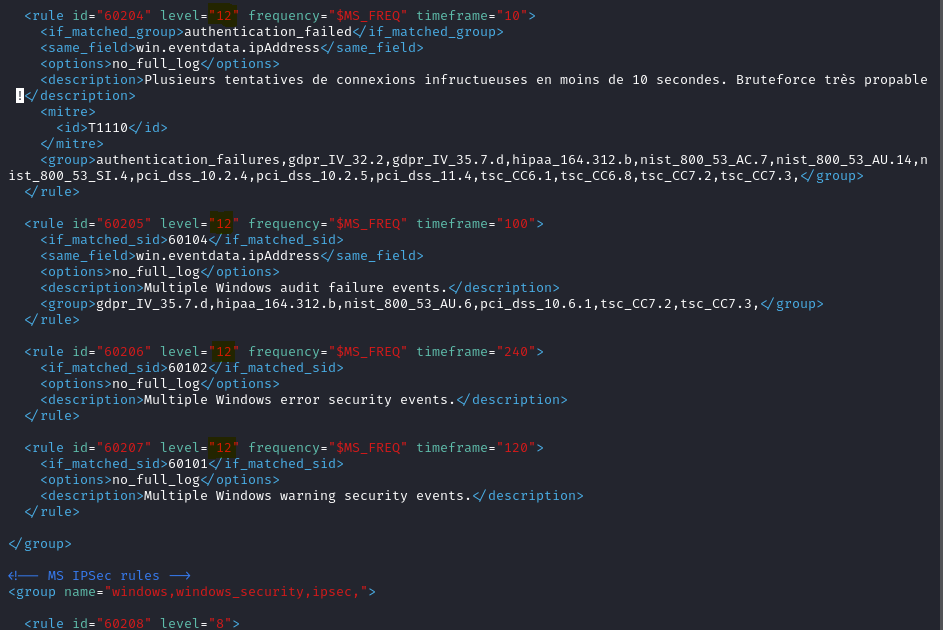 <rule id="60204" level="12" frequency="$MS_FREQ" timeframe="10">
<if_matched_group>authentication_failed</if_matched_group>
<same_field>win.eventdata.ipAddress</same_field>
<options>no_full_log</options>
<description>Plusieurs tentatives de connexions infructueuses en moins de 10 secondes. Bruteforce très propable
!</description>
<mitre>
<id>T1110</id>
</mitre>
<group>authentication_failures,gdpr_IV_32.2,gdpr_IV_35.7.d,hipaa_164.312.b,nist_800_53_AC.7,nist_800_53_AU.14,n
ist_800_53_SI.4,pci_dss_10.2.4,pci_dss_10.2.5,pci_dss_11.4,tsc_CC6.1,tsc_CC6.8,tsc_CC7.2,tsc_CC7.3,</group>
</rule>
<rule id="60205" level="12" frequency="$MS_FREQ" timeframe="100">
<if_matched_sid>60104</if_matched_sid>
<same_field>win.eventdata.ipAddress</same_field>
<options>no_full_log</options>
<description>Multiple Windows audit failure events.</description>
<group>gdpr_IV_35.7.d,hipaa_164.312.b,nist_800_53_AU.6,pci_dss_10.6.1,tsc_CC7.2,tsc_CC7.3,</group>
</rule>
<rule id="60206" level="12" frequency="$MS_FREQ" timeframe="240">
<if_matched_sid>60102</if_matched_sid>
<options>no_full_log</options>
<description>Multiple Windows error security events.</description>
</rule>
<rule id="60207" level="12" frequency="$MS_FREQ" timeframe="120">
<if_matched_sid>60101</if_matched_sid>
<options>no_full_log</options>
<description>Multiple Windows warning security events.</description>
</rule>
</group>
<!-- MS IPSec rules -->
<group name="windows,windows_security,ipsec,">
<rule id="60208" level="8">